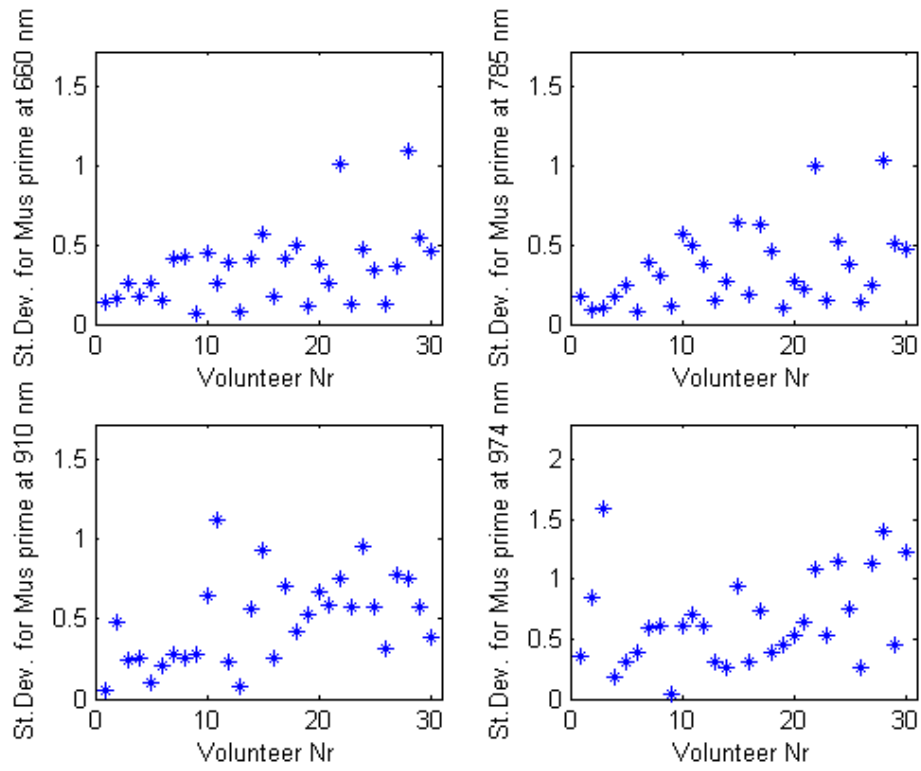 St.Dev. for Mus prime at 660 nm
1.5
1
0.5
0
0 10 20 30
Volunteer Nr
St.Dev. for Mus prime at 785 nm
1.5
1
0.5
0
0 10 20 30
Volunteer Nr
St.Dev. for Mus prime at 910 nm
1.5
1
0.5
0
0 10 20 30
Volunteer Nr
St.Dev. for Mus prime at 974 nm
2
1.5
1
0.5
0
0 10 20 30
Volunteer Nr